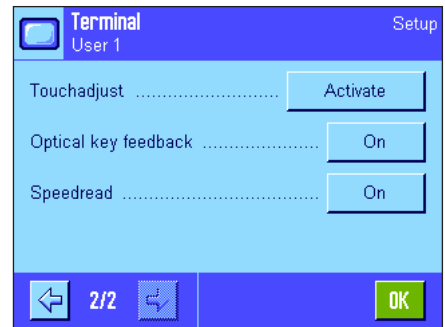 Terminal Setup
User 1
Touchadjust ........................... Activate
Optical key feedback ...................... On
Speedread ..................................... On
2/2 OK